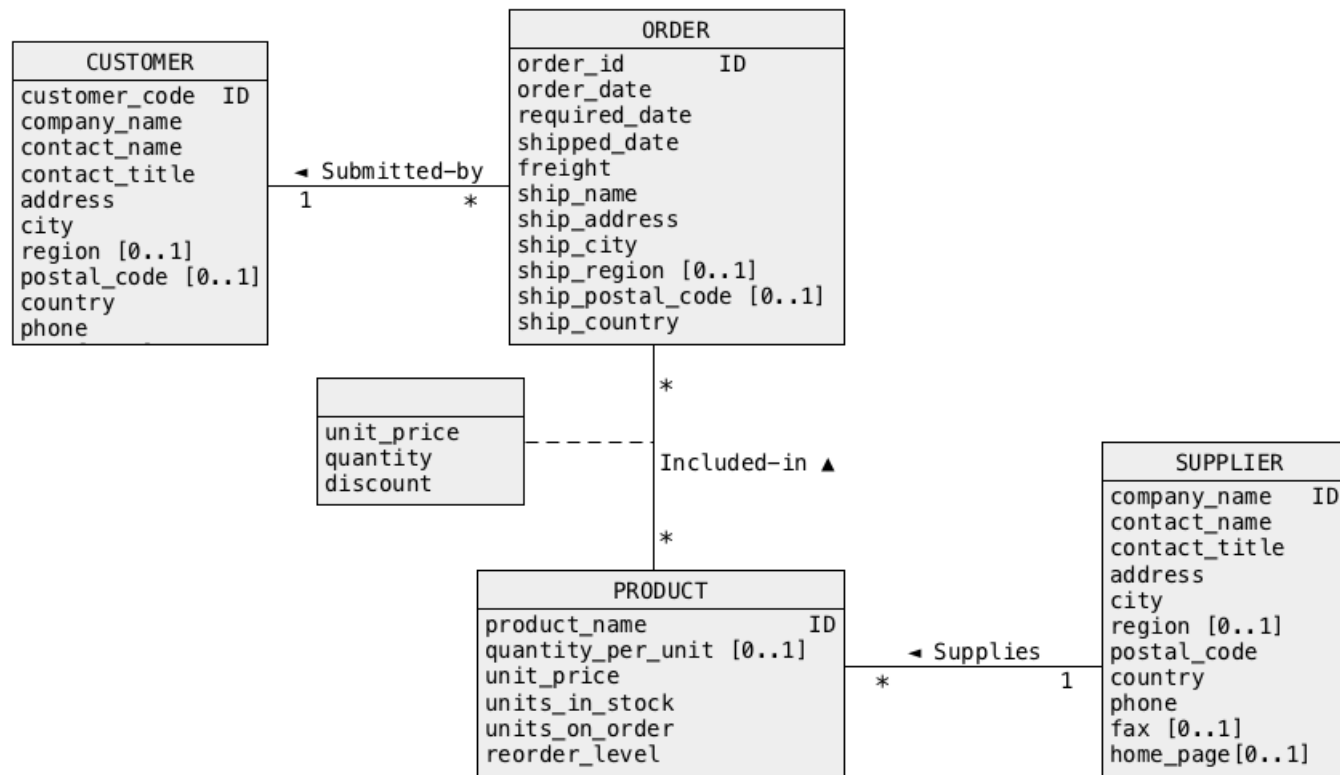 CUSTOMER
customer_code ID
company_name
contact_name
contact_title
address
city
region [0..1]
postal_code [0..1]
country
phone
◄ Submitted-by
1 *
ORDER
order_id ID
order_date
required_date
shipped_date
freight
ship_name
ship_address
ship_city
ship_region [0..1]
ship_postal_code [0..1]
ship_country
*
Included-in ▲
*
unit_price
quantity
discount
PRODUCT
product_name ID
quantity_per_unit [0..1]
unit_price
units_in_stock
units_on_order
reorder_level
◄ Supplies
* 1
SUPPLIER
company_name ID
contact_name
contact_title
address
city
region [0..1]
postal_code
country
phone
fax [0..1]
home_page[0..1]